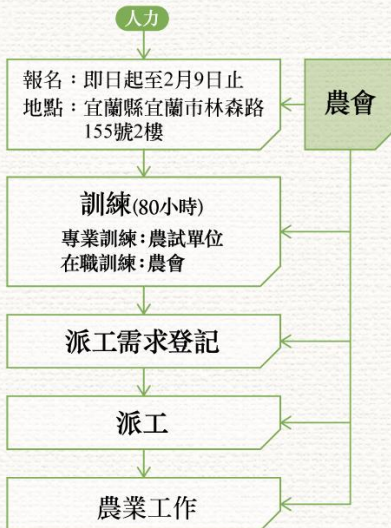 人力
報名：即日起至2月9日止
地點：宜蘭縣宜蘭市林森路
155號2樓
農會
訓練(80小時)
專業訓練：農試單位
在職訓練：農會
派工需求登記
派工
農業工作